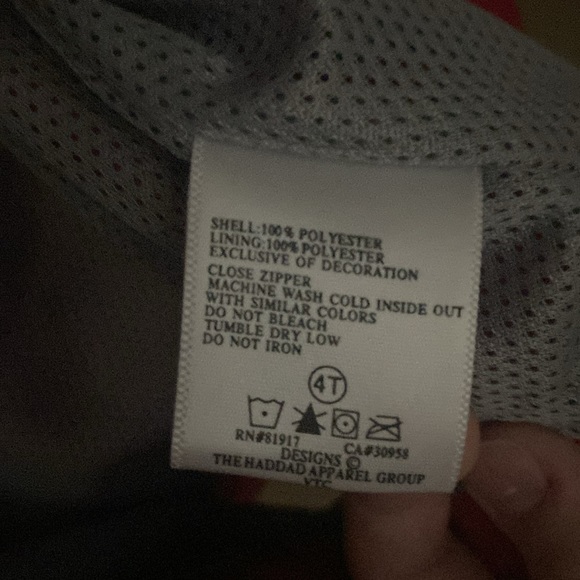 SHELL:100% POLYESTER
LINING:100% POLYESTER
EXCLUSIVE OF DECORATION
CLOSE ZIPPER
MACHINE WASH COLD INSIDE OUT
WITH SIMILAR COLORS
DO NOT BLEACH
TUMBLE DRY LOW
DO NOT IRON
4T
RN#81917 CA#30958
DESIGNS ©
THE HADDAD APPAREL GROUP